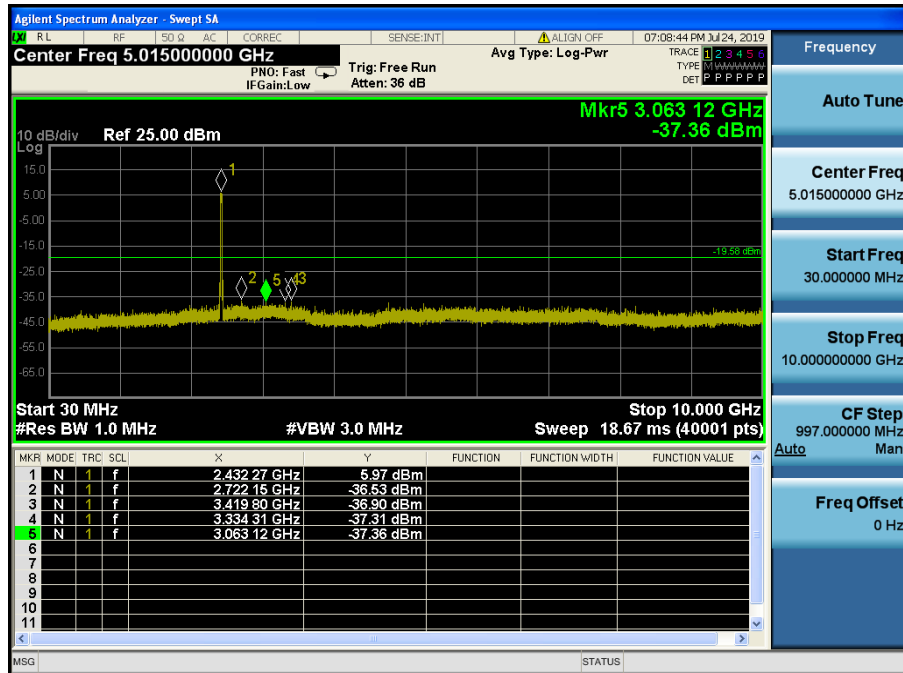 Agilent Spectrum Analyzer - Swept SA
LXI RL RF 50 Ω AC CORREC SENSE:INT ALIGN OFF 07:08:44 PM Jul 24, 2019
Center Freq 5.015000000 GHz
PNO: Fast
IFGain:Low
Trig: Free Run
Atten: 36 dB
Avg Type: Log-Pwr
TRACE 1 2 3 4 5 6
TYPE MWWWWW
DET P P P P P P
Mkr5 3.063 12 GHz
-37.36 dBm
10 dB/div Ref 25.00 dBm
Log
15.0
5.00
-5.00
-15.0
-25.0
-35.0
-45.0
-55.0
-65.0
1
2
5
4
3
-19.58 dBm
Start 30 MHz Stop 10.000 GHz
#Res BW 1.0 MHz #VBW 3.0 MHz Sweep 18.67 ms (40001 pts)
MKR MODE TRC SCL X Y FUNCTION FUNCTION WIDTH FUNCTION VALUE
1 N 1 f 2.432 27 GHz 5.97 dBm
2 N 1 f 2.722 15 GHz -36.53 dBm
3 N 1 f 3.419 80 GHz -36.90 dBm
4 N 1 f 3.334 31 GHz -37.31 dBm
5 N 1 f 3.063 12 GHz -37.36 dBm
6
7
8
9
10
11
MSG STATUS
Frequency
Auto Tune
Center Freq
5.015000000 GHz
Start Freq
30.000000 MHz
Stop Freq
10.000000000 GHz
CF Step
997.000000 MHz
Auto Man
Freq Offset
0 Hz